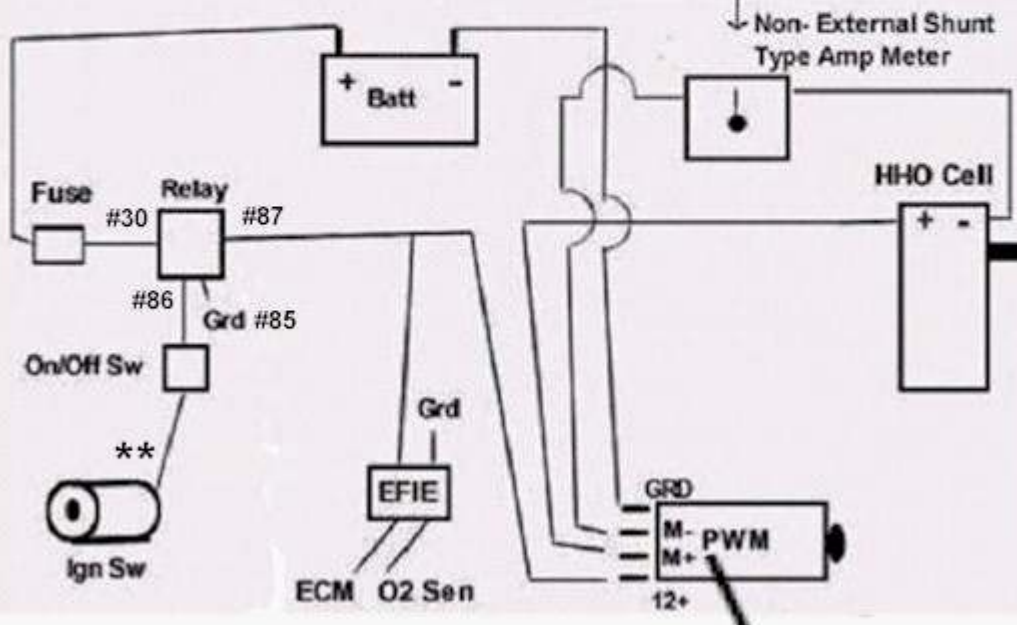 Non- External Shunt
Type Amp Meter
+ Batt -
HHO Cell
+ -
Fuse
Relay
#30
#87
#86
Grd #85
On/Off Sw
**
Ign Sw
Grd
EFIE
ECM O2 Sen
GRD
M-
M+
PWM
12+